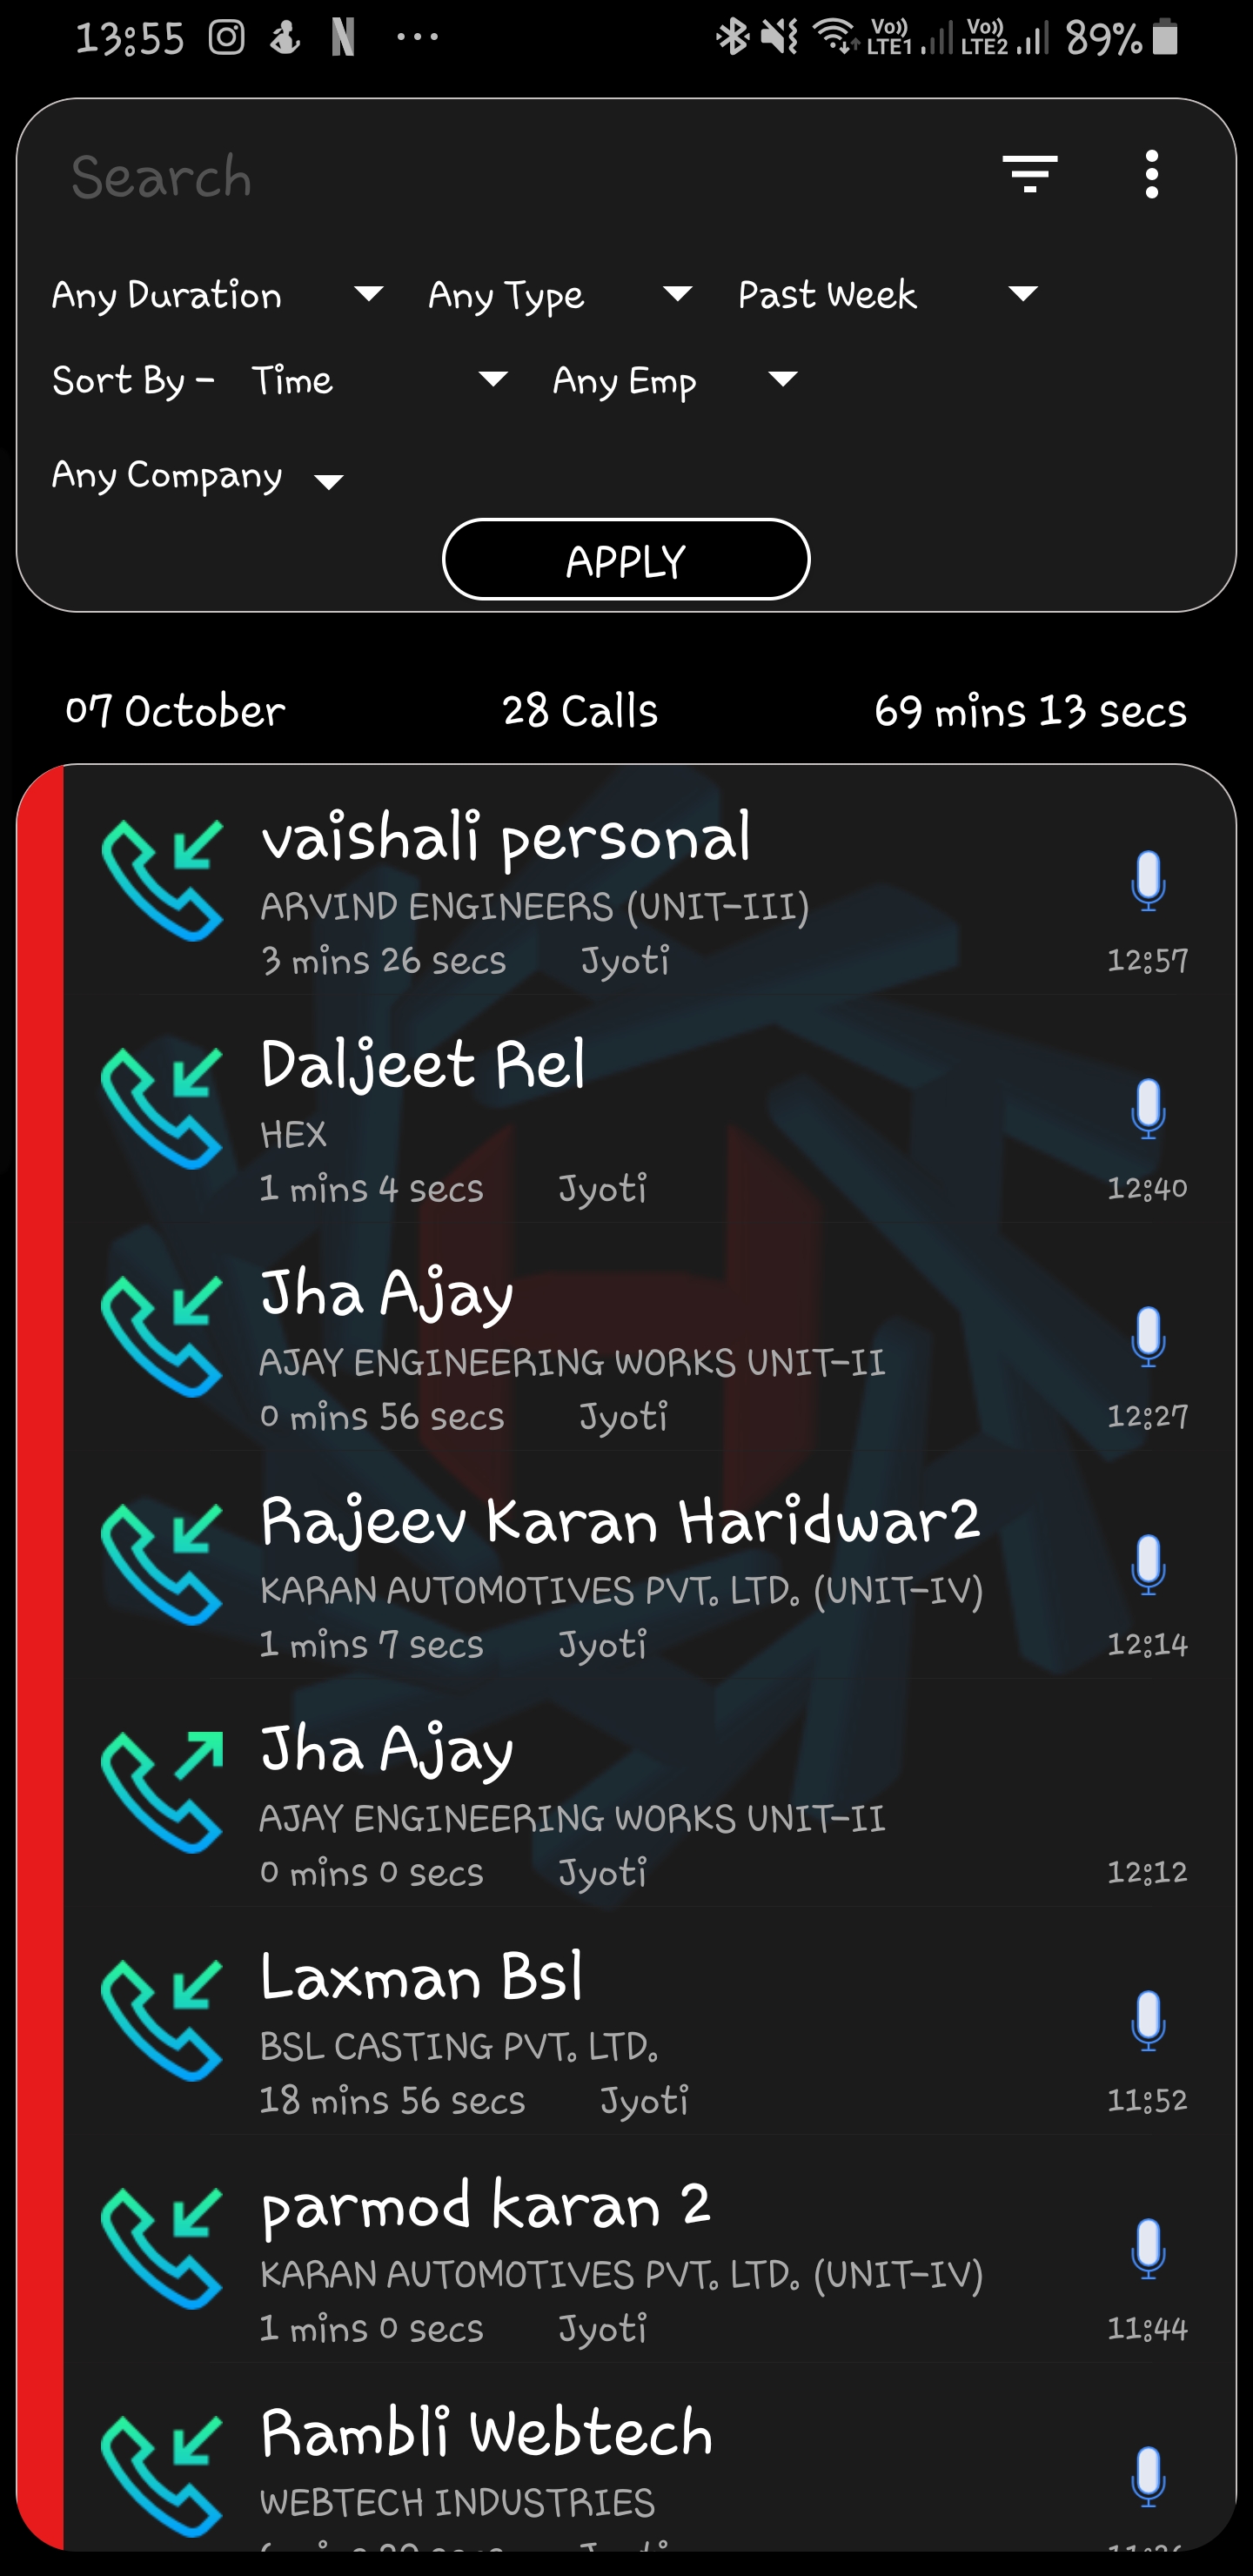 13:55 N ... Vo)) LTE1 Vo)) LTE2 89%
Search
Any Duration Any Type Past Week
Sort By - Time Any Emp
Any Company
APPLY
07 October 28 Calls 69 mins 13 secs
vaishali personal
ARVIND ENGINEERS (UNIT-III)
3 mins 26 secs Jyoti 12:57
Daljeet Rel
HEX
1 mins 4 secs Jyoti 12:40
Jha Ajay
AJAY ENGINEERING WORKS UNIT-II
0 mins 56 secs Jyoti 12:27
Rajeev Karan Haridwar2
KARAN AUTOMOTIVES PVT. LTD. (UNIT-IV)
1 mins 7 secs Jyoti 12:14
Jha Ajay
AJAY ENGINEERING WORKS UNIT-II
0 mins 0 secs Jyoti 12:12
Laxman Bsl
BSL CASTING PVT. LTD.
18 mins 56 secs Jyoti 11:52
parmod karan 2
KARAN AUTOMOTIVES PVT. LTD. (UNIT-IV)
1 mins 0 secs Jyoti 11:44
Rambli Webtech
WEBTECH INDUSTRIES